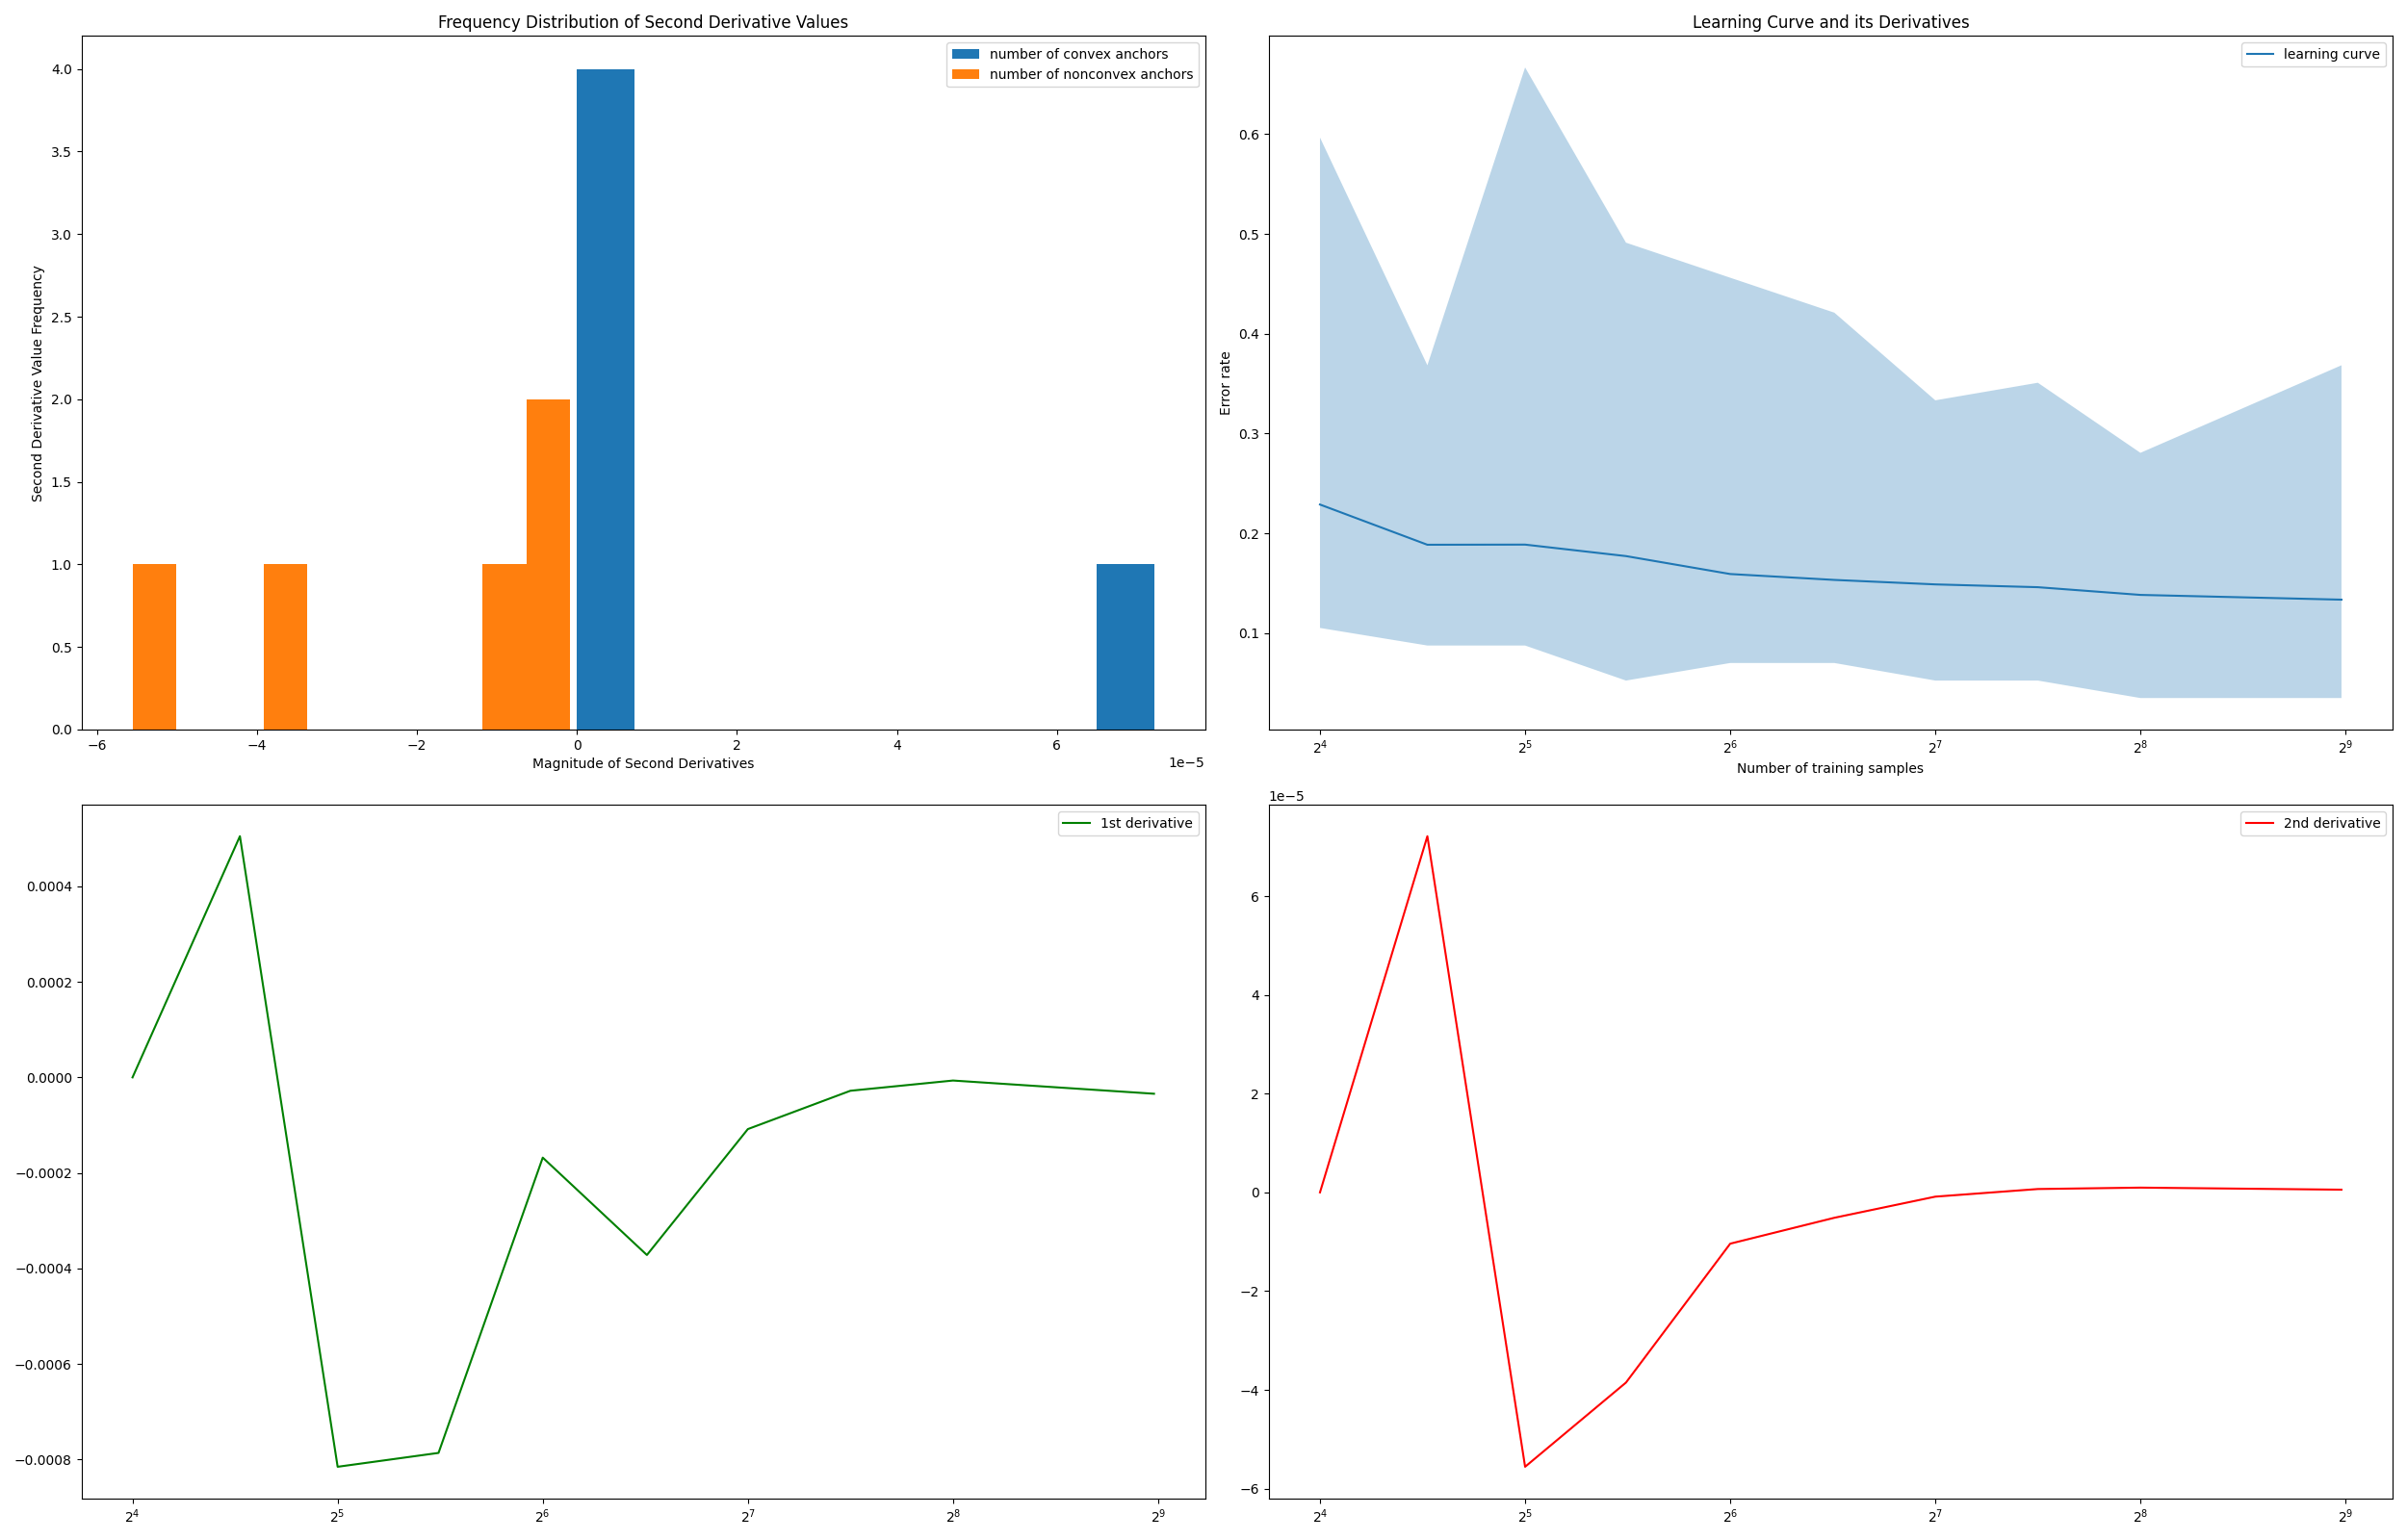 Frequency Distribution of Second Derivative Values
number of convex anchors
number of nonconvex anchors
Second Derivative Value Frequency
4.0
3.5
3.0
2.5
2.0
1.5
1.0
0.5
0.0
−6 −4 −2 0 2 4 6
1e−5
Magnitude of Second Derivatives
Learning Curve and its Derivatives
learning curve
Error rate
0.6
0.5
0.4
0.3
0.2
0.1
2⁴ 2⁵ 2⁶ 2⁷ 2⁸ 2⁹
Number of training samples
1st derivative
0.0004
0.0002
0.0000
−0.0002
−0.0004
−0.0006
−0.0008
2⁴ 2⁵ 2⁶ 2⁷ 2⁸ 2⁹
1e−5
2nd derivative
6
4
2
0
−2
−4
−6
2⁴ 2⁵ 2⁶ 2⁷ 2⁸ 2⁹